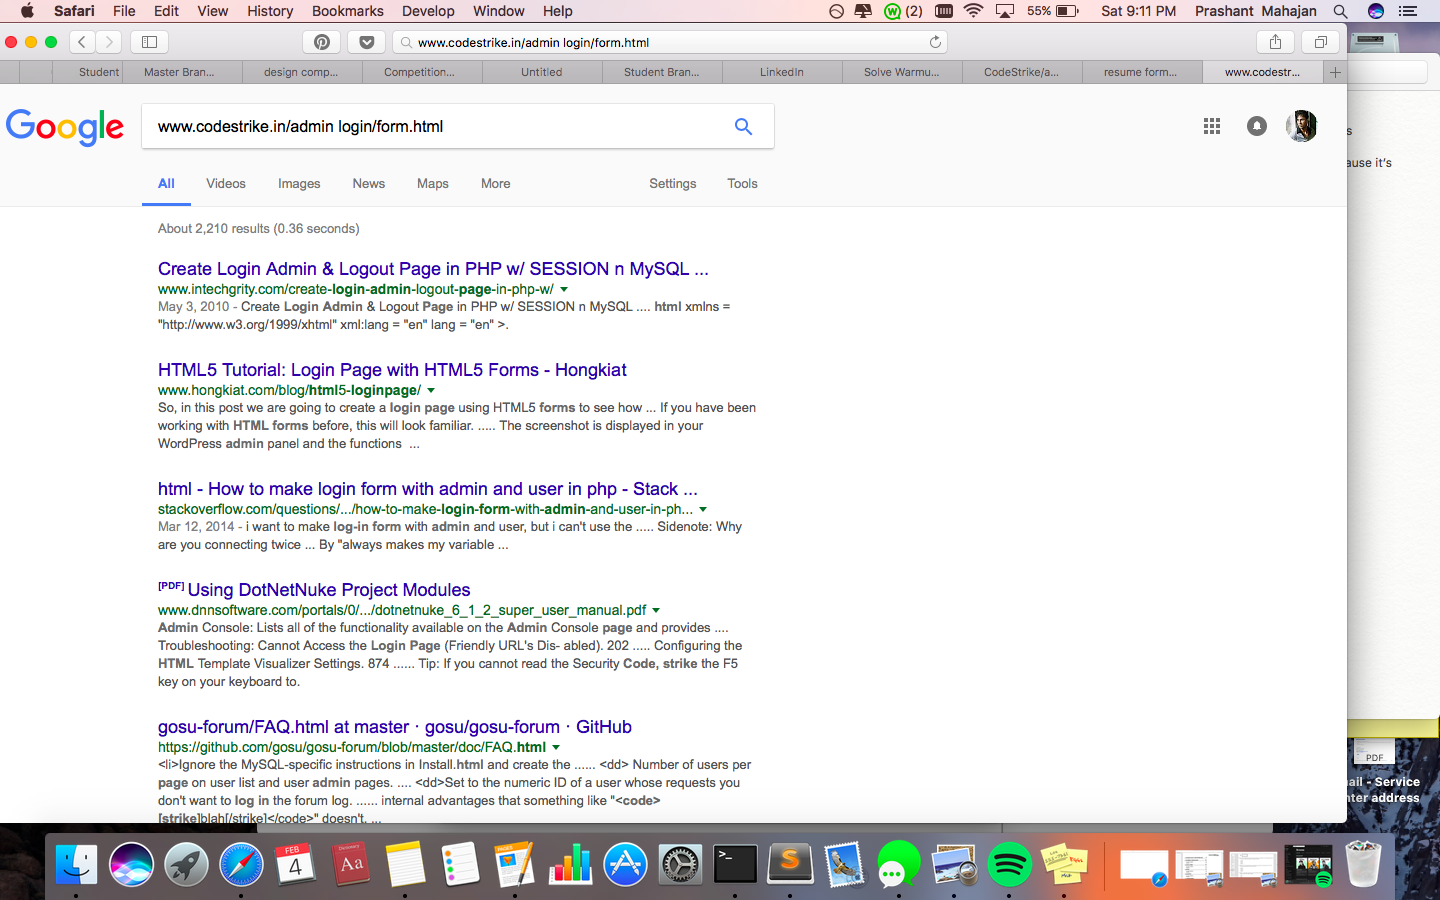 Safari File Edit View History Bookmarks Develop Window Help (2) 55% Sat 9:11 PM Prashant Mahajan
www.codestrike.in/admin login/form.html
Student Master Bran... design comp... Competition... Untitled Student Bran... LinkedIn Solve Warmu... CodeStrike/a... resume form... www.codestr...
Google www.codestrike.in/admin login/form.html
All Videos Images News Maps More Settings Tools
About 2,210 results (0.36 seconds)
Create Login Admin & Logout Page in PHP w/ SESSION n MySQL ...
www.intechgrity.com/create-login-admin-logout-page-in-php-w/
May 3, 2010 - Create Login Admin & Logout Page in PHP w/ SESSION n MySQL .... html xmlns =
"http://www.w3.org/1999/xhtml" xml:lang = "en" lang = "en" >.
HTML5 Tutorial: Login Page with HTML5 Forms - Hongkiat
www.hongkiat.com/blog/html5-loginpage/
So, in this post we are going to create a login page using HTML5 forms to see how ... If you have been
working with HTML forms before, this will look familiar. ..... The screenshot is displayed in your
WordPress admin panel and the functions ...
html - How to make login form with admin and user in php - Stack ...
stackoverflow.com/questions/.../how-to-make-login-form-with-admin-and-user-in-ph...
Mar 12, 2014 - i want to make log-in form with admin and user, but i can't use the ..... Sidenote: Why
are you connecting twice ... By "always makes my variable ...
[PDF] Using DotNetNuke Project Modules
www.dnnsoftware.com/portals/0/.../dotnetnuke_6_1_2_super_user_manual.pdf
Admin Console: Lists all of the functionality available on the Admin Console page and provides ....
Troubleshooting: Cannot Access the Login Page (Friendly URL's Dis- abled). 202 ..... Configuring the
HTML Template Visualizer Settings. 874 ...... Tip: If you cannot read the Security Code, strike the F5
key on your keyboard to.
gosu-forum/FAQ.html at master · gosu/gosu-forum · GitHub
https://github.com/gosu/gosu-forum/blob/master/doc/FAQ.html
<li>Ignore the MySQL-specific instructions in Install.html and create the ...... <dd> Number of users per
page on user list and user admin pages. .... <dd>Set to the numeric ID of a user whose requests you
don't want to log in the forum log. ...... internal advantages that something like "<code>
[strike]blah[/strike]</code>" doesn't. ...
s
ause it's
PDF
ail - Service
nter address
FEB
4
Aa